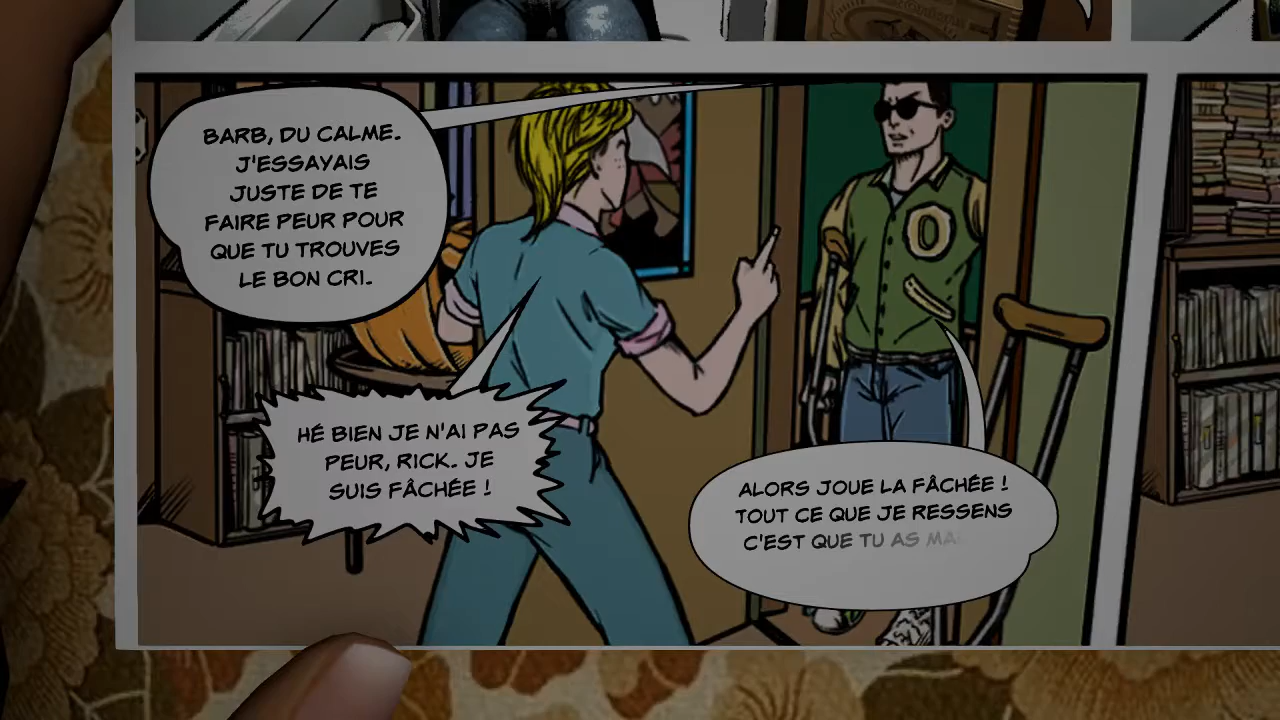 BARB, DU CALME.
J'ESSAYAIS
JUSTE DE TE
FAIRE PEUR POUR
QUE TU TROUVES
LE BON CRI.
HÉ BIEN JE N'AI PAS
PEUR, RICK. JE
SUIS FÂCHÉE !
O
ALORS JOUE LA FÂCHÉE !
TOUT CE QUE JE RESSENS
C'EST QUE TU AS